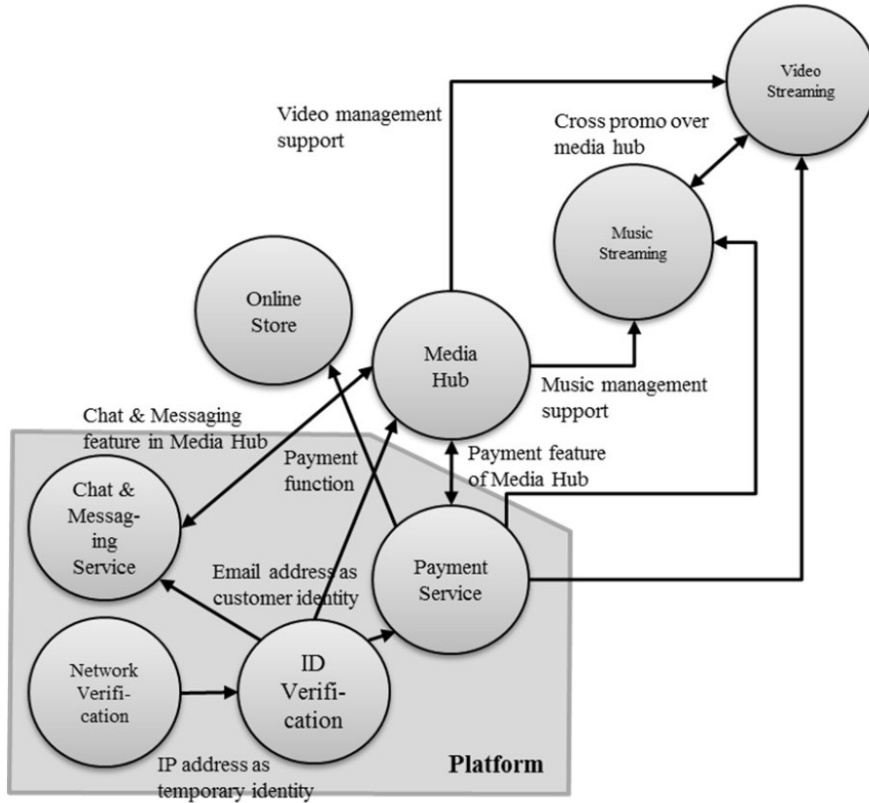 Video
Streaming
Video management
support
Cross promo over
media hub
Music
Streaming
Online
Store
Media
Hub
Music management
support
Chat & Messaging
feature in Media Hub
Payment
function
Payment feature
of Media Hub
Chat &
Messag-
ing
Service
Email address as
customer identity
Payment
Service
Network
Verifi-
cation
ID
Verifi-
cation
IP address as
temporary identity
Platform